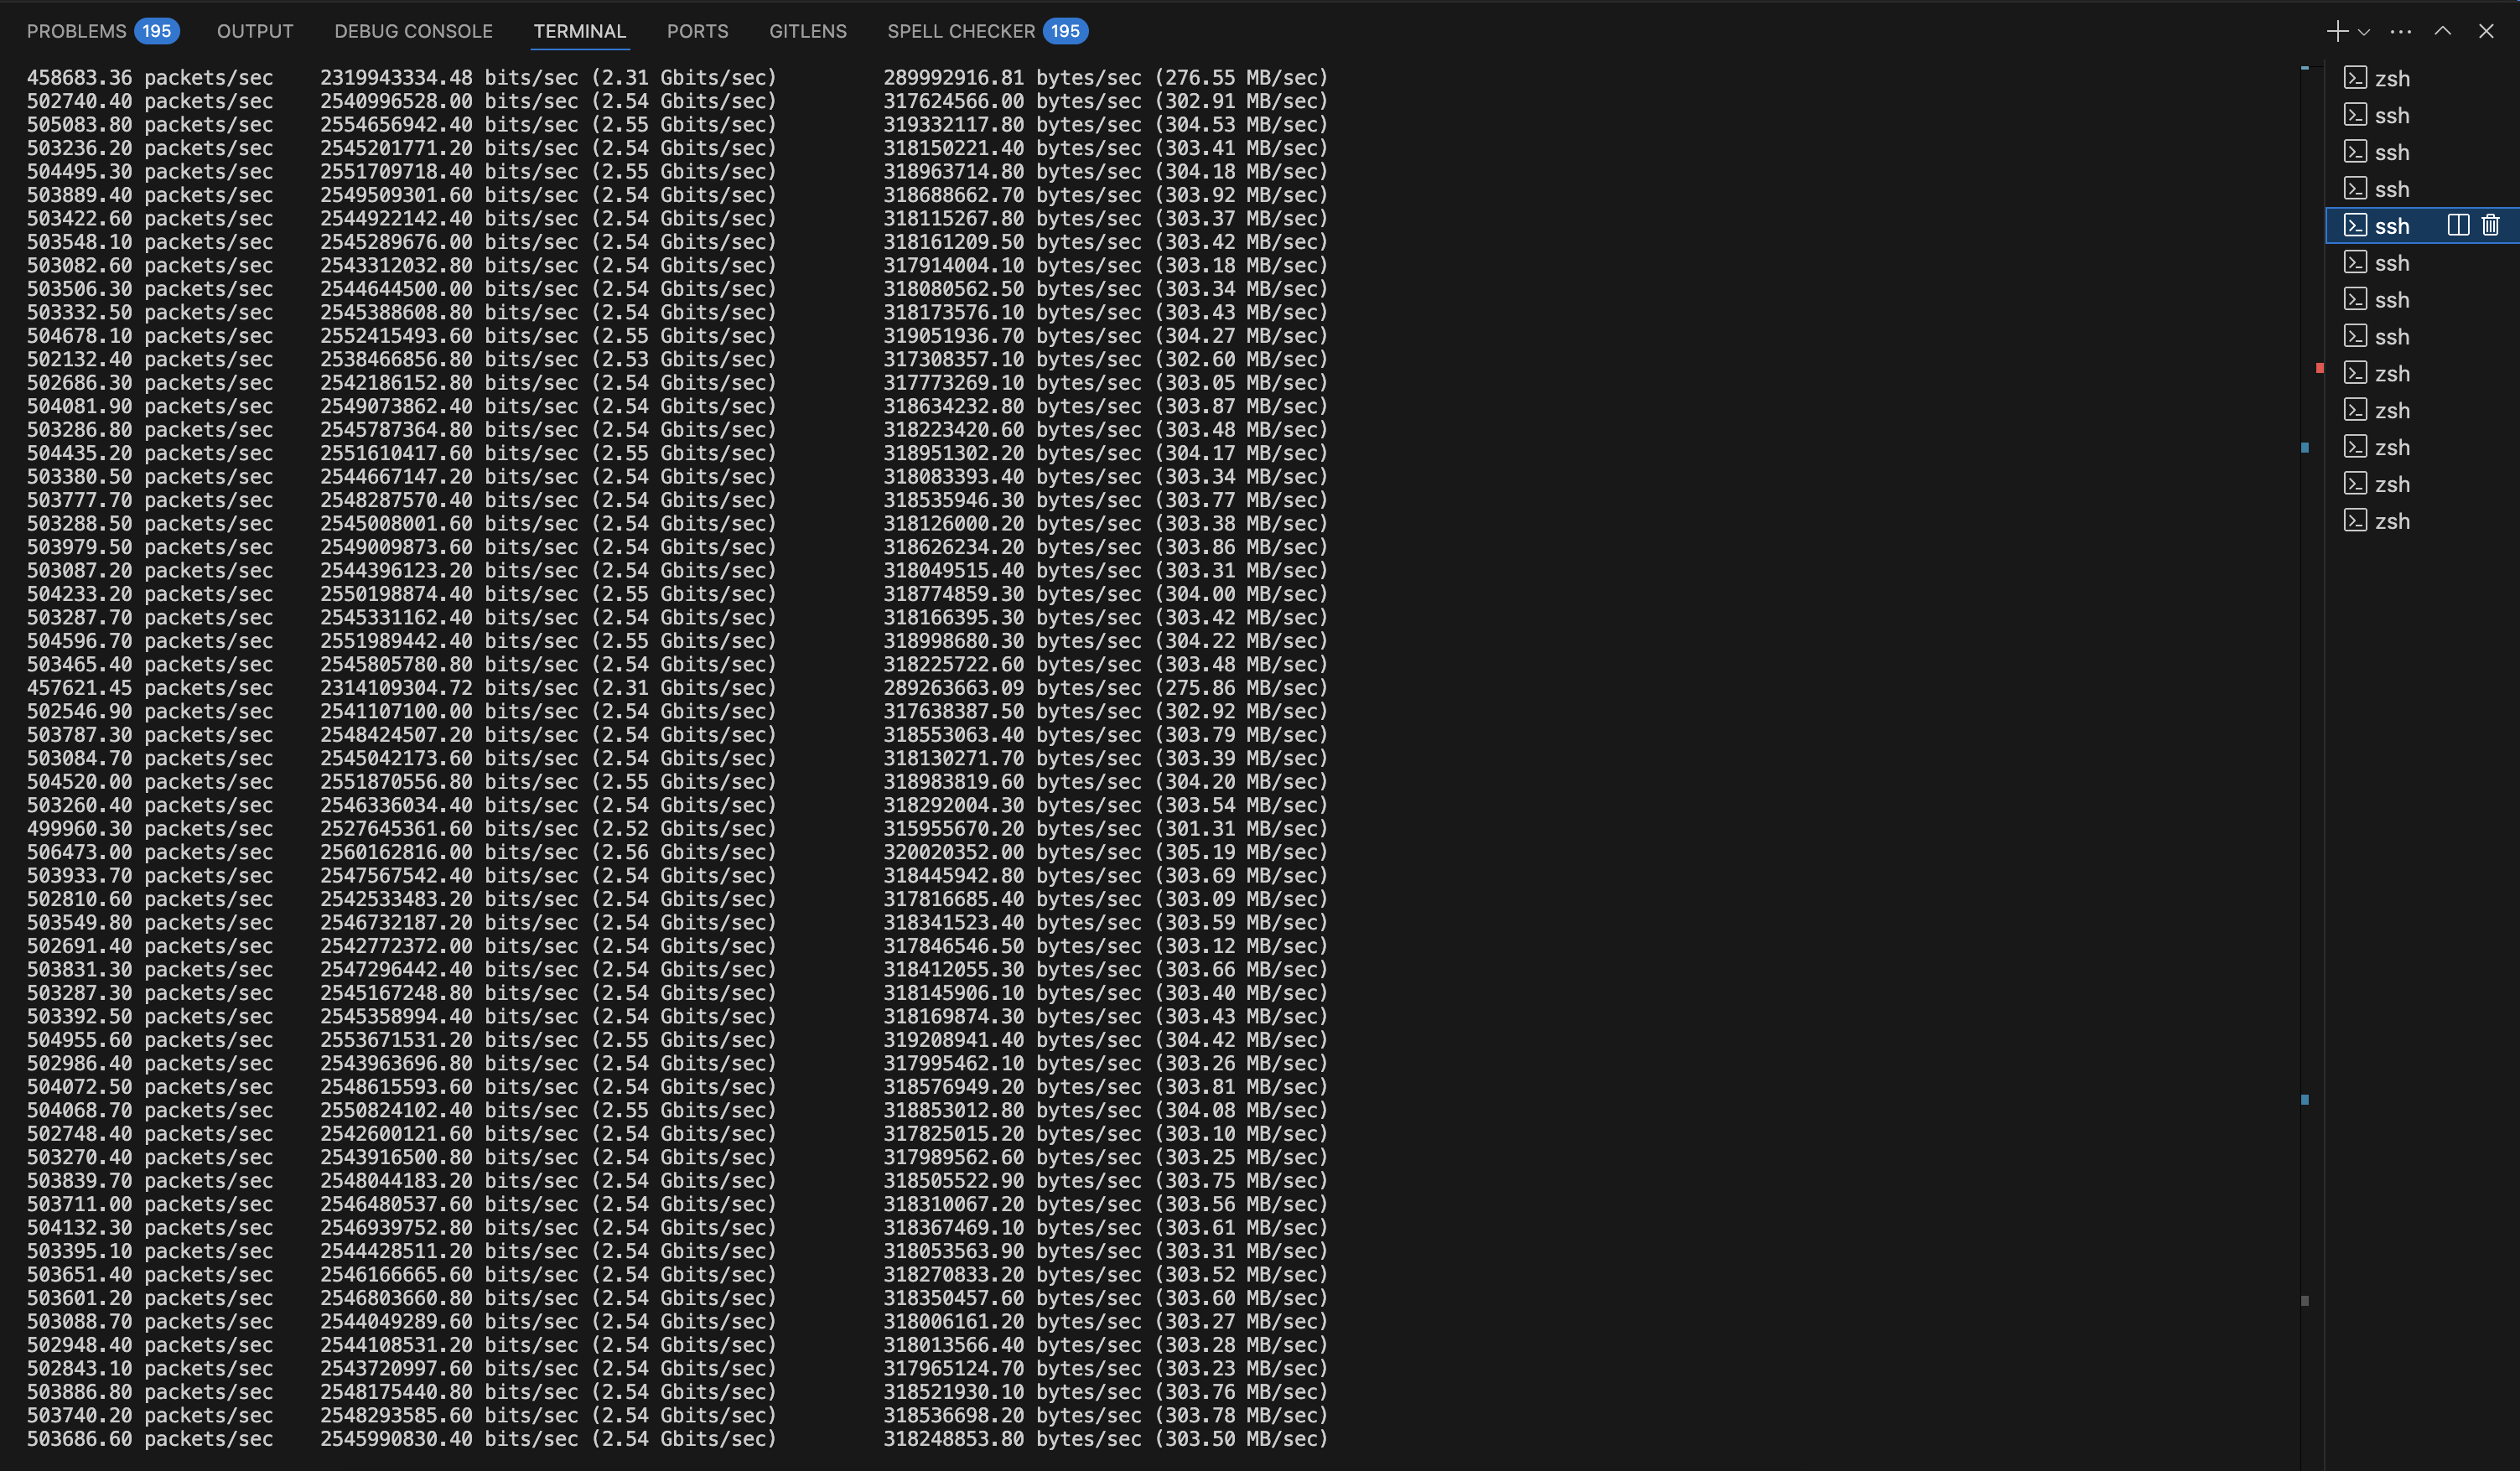 PROBLEMS 195 OUTPUT DEBUG CONSOLE TERMINAL PORTS GITLENS SPELL CHECKER 195
458683.36 packets/sec 2319943334.48 bits/sec (2.31 Gbits/sec) 289992916.81 bytes/sec (276.55 MB/sec)
502740.40 packets/sec 2540996528.00 bits/sec (2.54 Gbits/sec) 317624566.00 bytes/sec (302.91 MB/sec)
505083.80 packets/sec 2554656942.40 bits/sec (2.55 Gbits/sec) 319332117.80 bytes/sec (304.53 MB/sec)
503236.20 packets/sec 2545201771.20 bits/sec (2.54 Gbits/sec) 318150221.40 bytes/sec (303.41 MB/sec)
504495.30 packets/sec 2551709718.40 bits/sec (2.55 Gbits/sec) 318963714.80 bytes/sec (304.18 MB/sec)
503889.40 packets/sec 2549509301.60 bits/sec (2.54 Gbits/sec) 318688662.70 bytes/sec (303.92 MB/sec)
503422.60 packets/sec 2544922142.40 bits/sec (2.54 Gbits/sec) 318115267.80 bytes/sec (303.37 MB/sec)
503548.10 packets/sec 2545289676.00 bits/sec (2.54 Gbits/sec) 318161209.50 bytes/sec (303.42 MB/sec)
503082.60 packets/sec 2543312032.80 bits/sec (2.54 Gbits/sec) 317914004.10 bytes/sec (303.18 MB/sec)
503506.30 packets/sec 2544644500.00 bits/sec (2.54 Gbits/sec) 318080562.50 bytes/sec (303.34 MB/sec)
503332.50 packets/sec 2545388608.80 bits/sec (2.54 Gbits/sec) 318173576.10 bytes/sec (303.43 MB/sec)
504678.10 packets/sec 2552415493.60 bits/sec (2.55 Gbits/sec) 319051936.70 bytes/sec (304.27 MB/sec)
502132.40 packets/sec 2538466856.80 bits/sec (2.53 Gbits/sec) 317308357.10 bytes/sec (302.60 MB/sec)
502686.30 packets/sec 2542186152.80 bits/sec (2.54 Gbits/sec) 317773269.10 bytes/sec (303.05 MB/sec)
504081.90 packets/sec 2549073862.40 bits/sec (2.54 Gbits/sec) 318634232.80 bytes/sec (303.87 MB/sec)
503286.80 packets/sec 2545787364.80 bits/sec (2.54 Gbits/sec) 318223420.60 bytes/sec (303.48 MB/sec)
504435.20 packets/sec 2551610417.60 bits/sec (2.55 Gbits/sec) 318951302.20 bytes/sec (304.17 MB/sec)
503380.50 packets/sec 2544667147.20 bits/sec (2.54 Gbits/sec) 318083393.40 bytes/sec (303.34 MB/sec)
503777.70 packets/sec 2548287570.40 bits/sec (2.54 Gbits/sec) 318535946.30 bytes/sec (303.77 MB/sec)
503288.50 packets/sec 2545008001.60 bits/sec (2.54 Gbits/sec) 318126000.20 bytes/sec (303.38 MB/sec)
503979.50 packets/sec 2549009873.60 bits/sec (2.54 Gbits/sec) 318626234.20 bytes/sec (303.86 MB/sec)
503087.20 packets/sec 2544396123.20 bits/sec (2.54 Gbits/sec) 318049515.40 bytes/sec (303.31 MB/sec)
504233.20 packets/sec 2550198874.40 bits/sec (2.55 Gbits/sec) 318774859.30 bytes/sec (304.00 MB/sec)
503287.70 packets/sec 2545331162.40 bits/sec (2.54 Gbits/sec) 318166395.30 bytes/sec (303.42 MB/sec)
504596.70 packets/sec 2551989442.40 bits/sec (2.55 Gbits/sec) 318998680.30 bytes/sec (304.22 MB/sec)
503465.40 packets/sec 2545805780.80 bits/sec (2.54 Gbits/sec) 318225722.60 bytes/sec (303.48 MB/sec)
457621.45 packets/sec 2314109304.72 bits/sec (2.31 Gbits/sec) 289263663.09 bytes/sec (275.86 MB/sec)
502546.90 packets/sec 2541107100.00 bits/sec (2.54 Gbits/sec) 317638387.50 bytes/sec (302.92 MB/sec)
503787.30 packets/sec 2548424507.20 bits/sec (2.54 Gbits/sec) 318553063.40 bytes/sec (303.79 MB/sec)
503084.70 packets/sec 2545042173.60 bits/sec (2.54 Gbits/sec) 318130271.70 bytes/sec (303.39 MB/sec)
504520.00 packets/sec 2551870556.80 bits/sec (2.55 Gbits/sec) 318983819.60 bytes/sec (304.20 MB/sec)
503260.40 packets/sec 2546336034.40 bits/sec (2.54 Gbits/sec) 318292004.30 bytes/sec (303.54 MB/sec)
499960.30 packets/sec 2527645361.60 bits/sec (2.52 Gbits/sec) 315955670.20 bytes/sec (301.31 MB/sec)
506473.00 packets/sec 2560162816.00 bits/sec (2.56 Gbits/sec) 320020352.00 bytes/sec (305.19 MB/sec)
503933.70 packets/sec 2547567542.40 bits/sec (2.54 Gbits/sec) 318445942.80 bytes/sec (303.69 MB/sec)
502810.60 packets/sec 2542533483.20 bits/sec (2.54 Gbits/sec) 317816685.40 bytes/sec (303.09 MB/sec)
503549.80 packets/sec 2546732187.20 bits/sec (2.54 Gbits/sec) 318341523.40 bytes/sec (303.59 MB/sec)
502691.40 packets/sec 2542772372.00 bits/sec (2.54 Gbits/sec) 317846546.50 bytes/sec (303.12 MB/sec)
503831.30 packets/sec 2547296442.40 bits/sec (2.54 Gbits/sec) 318412055.30 bytes/sec (303.66 MB/sec)
503287.30 packets/sec 2545167248.80 bits/sec (2.54 Gbits/sec) 318145906.10 bytes/sec (303.40 MB/sec)
503392.50 packets/sec 2545358994.40 bits/sec (2.54 Gbits/sec) 318169874.30 bytes/sec (303.43 MB/sec)
504955.60 packets/sec 2553671531.20 bits/sec (2.55 Gbits/sec) 319208941.40 bytes/sec (304.42 MB/sec)
502986.40 packets/sec 2543963696.80 bits/sec (2.54 Gbits/sec) 317995462.10 bytes/sec (303.26 MB/sec)
504072.50 packets/sec 2548615593.60 bits/sec (2.54 Gbits/sec) 318576949.20 bytes/sec (303.81 MB/sec)
504068.70 packets/sec 2550824102.40 bits/sec (2.55 Gbits/sec) 318853012.80 bytes/sec (304.08 MB/sec)
502748.40 packets/sec 2542600121.60 bits/sec (2.54 Gbits/sec) 317825015.20 bytes/sec (303.10 MB/sec)
503270.40 packets/sec 2543916500.80 bits/sec (2.54 Gbits/sec) 317989562.60 bytes/sec (303.25 MB/sec)
503839.70 packets/sec 2548044183.20 bits/sec (2.54 Gbits/sec) 318505522.90 bytes/sec (303.75 MB/sec)
503711.00 packets/sec 2546480537.60 bits/sec (2.54 Gbits/sec) 318310067.20 bytes/sec (303.56 MB/sec)
504132.30 packets/sec 2546939752.80 bits/sec (2.54 Gbits/sec) 318367469.10 bytes/sec (303.61 MB/sec)
503395.10 packets/sec 2544428511.20 bits/sec (2.54 Gbits/sec) 318053563.90 bytes/sec (303.31 MB/sec)
503651.40 packets/sec 2546166665.60 bits/sec (2.54 Gbits/sec) 318270833.20 bytes/sec (303.52 MB/sec)
503601.20 packets/sec 2546803660.80 bits/sec (2.54 Gbits/sec) 318350457.60 bytes/sec (303.60 MB/sec)
503088.70 packets/sec 2544049289.60 bits/sec (2.54 Gbits/sec) 318006161.20 bytes/sec (303.27 MB/sec)
502948.40 packets/sec 2544108531.20 bits/sec (2.54 Gbits/sec) 318013566.40 bytes/sec (303.28 MB/sec)
502843.10 packets/sec 2543720997.60 bits/sec (2.54 Gbits/sec) 317965124.70 bytes/sec (303.23 MB/sec)
503886.80 packets/sec 2548175440.80 bits/sec (2.54 Gbits/sec) 318521930.10 bytes/sec (303.76 MB/sec)
503740.20 packets/sec 2548293585.60 bits/sec (2.54 Gbits/sec) 318536698.20 bytes/sec (303.78 MB/sec)
503686.60 packets/sec 2545990830.40 bits/sec (2.54 Gbits/sec) 318248853.80 bytes/sec (303.50 MB/sec)
zsh
ssh
ssh
ssh
ssh
ssh
ssh
ssh
zsh
zsh
zsh
zsh
zsh